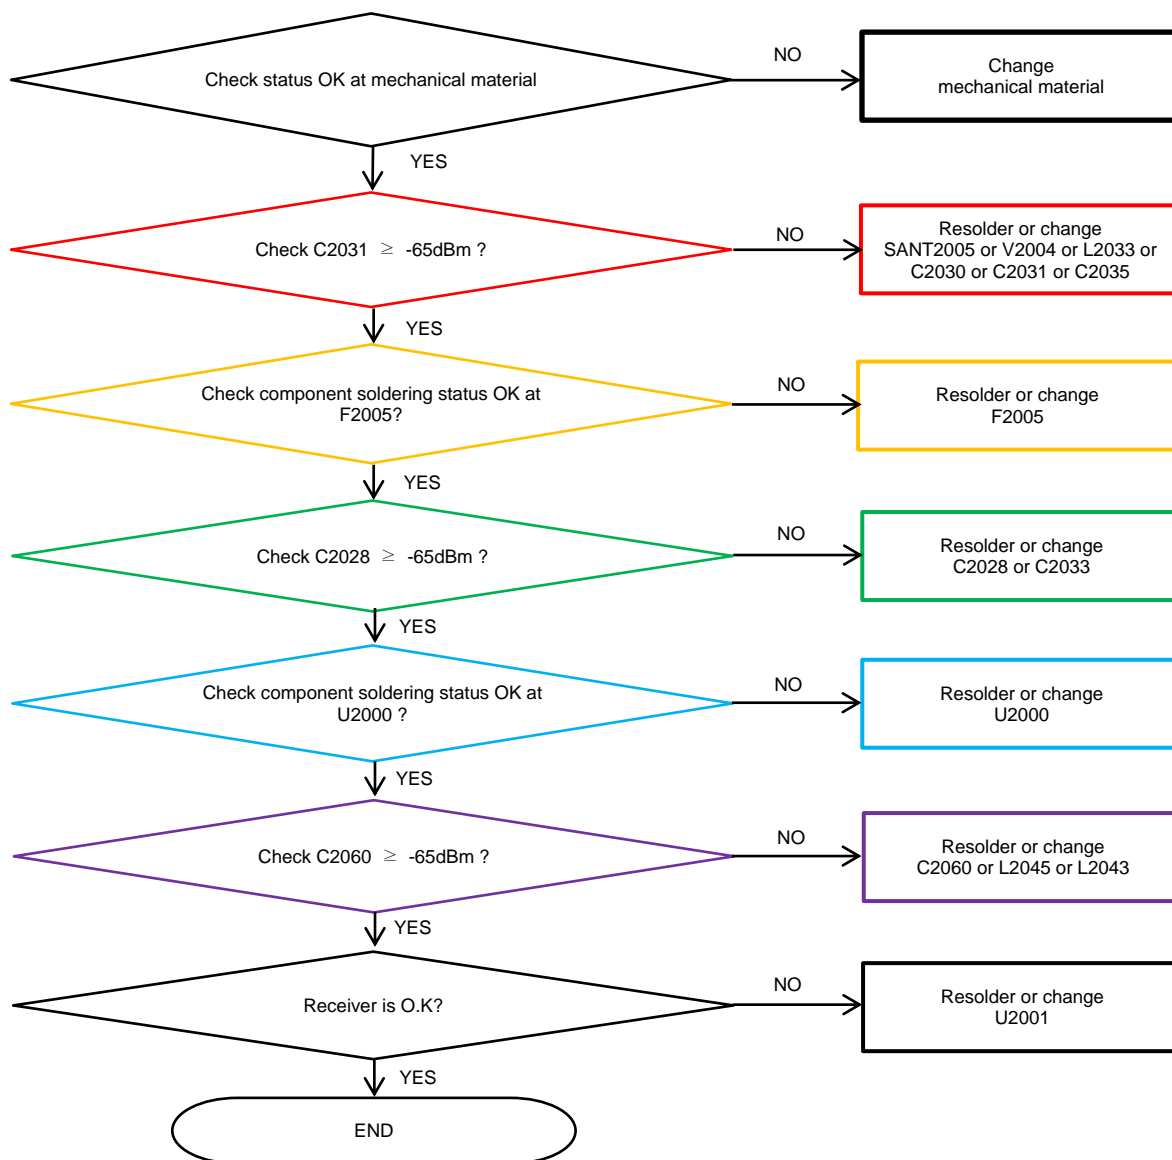 Check status OK at mechanical material
NO
Change
mechanical material
YES
Check C2031 ≥ -65dBm ?
NO
Resolder or change
SANT2005 or V2004 or L2033 or
C2030 or C2031 or C2035
YES
Check component soldering status OK at
F2005?
NO
Resolder or change
F2005
YES
Check C2028 ≥ -65dBm ?
NO
Resolder or change
C2028 or C2033
YES
Check component soldering status OK at
U2000 ?
NO
Resolder or change
U2000
YES
Check C2060 ≥ -65dBm ?
NO
Resolder or change
C2060 or L2045 or L2043
YES
Receiver is O.K?
NO
Resolder or change
U2001
YES
END